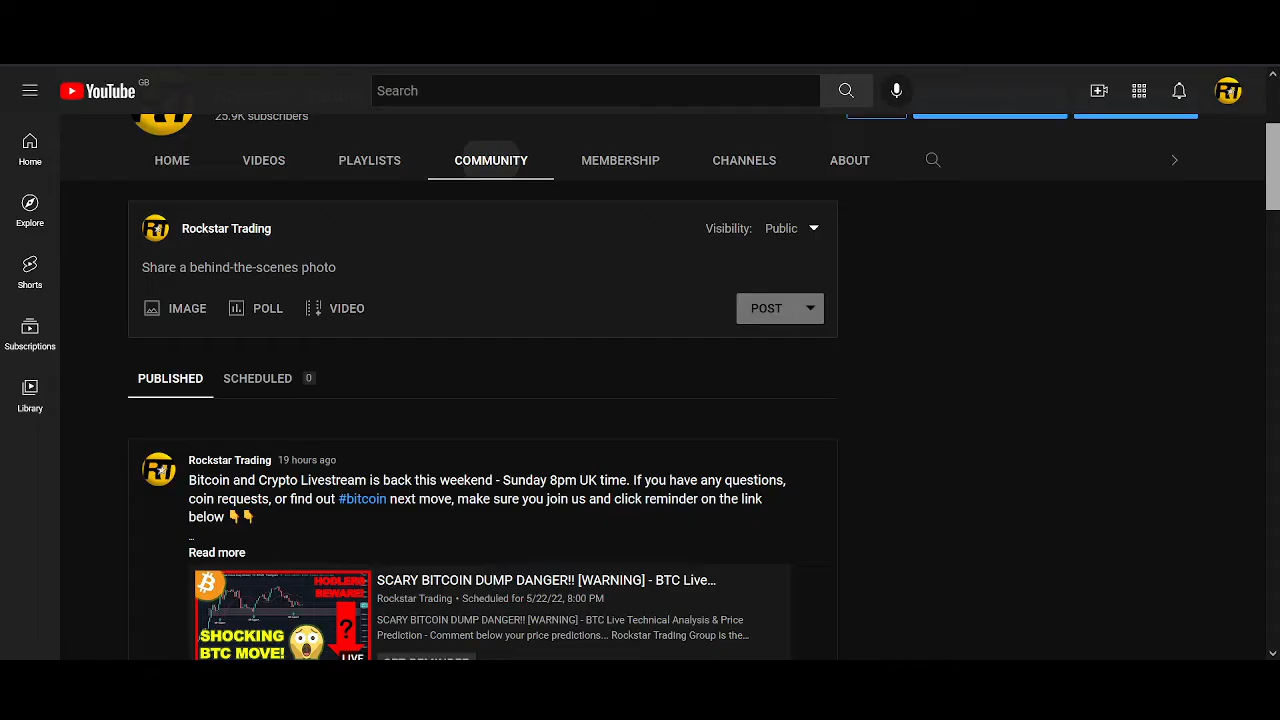 YouTube GB
Search
25.9K subscribers
Home
Explore
Shorts
Subscriptions
Library
HOME VIDEOS PLAYLISTS COMMUNITY MEMBERSHIP CHANNELS ABOUT
RT Rockstar Trading Visibility: Public
Share a behind-the-scenes photo
IMAGE POLL VIDEO POST
PUBLISHED SCHEDULED 0
RT Rockstar Trading 19 hours ago
Bitcoin and Crypto Livestream is back this weekend - Sunday 8pm UK time. If you have any questions,
coin requests, or find out #bitcoin next move, make sure you join us and click reminder on the link
below 👇👇
..
Read more
HODLERS
BEWARE!
?
SHOCKING
BTC MOVE!
LIVE
SCARY BITCOIN DUMP DANGER!! [WARNING] - BTC Live...
Rockstar Trading • Scheduled for 5/22/22, 8:00 PM
SCARY BITCOIN DUMP DANGER!! [WARNING] - BTC Live Technical Analysis & Price
Prediction - Comment below your price predictions... Rockstar Trading Group is the...